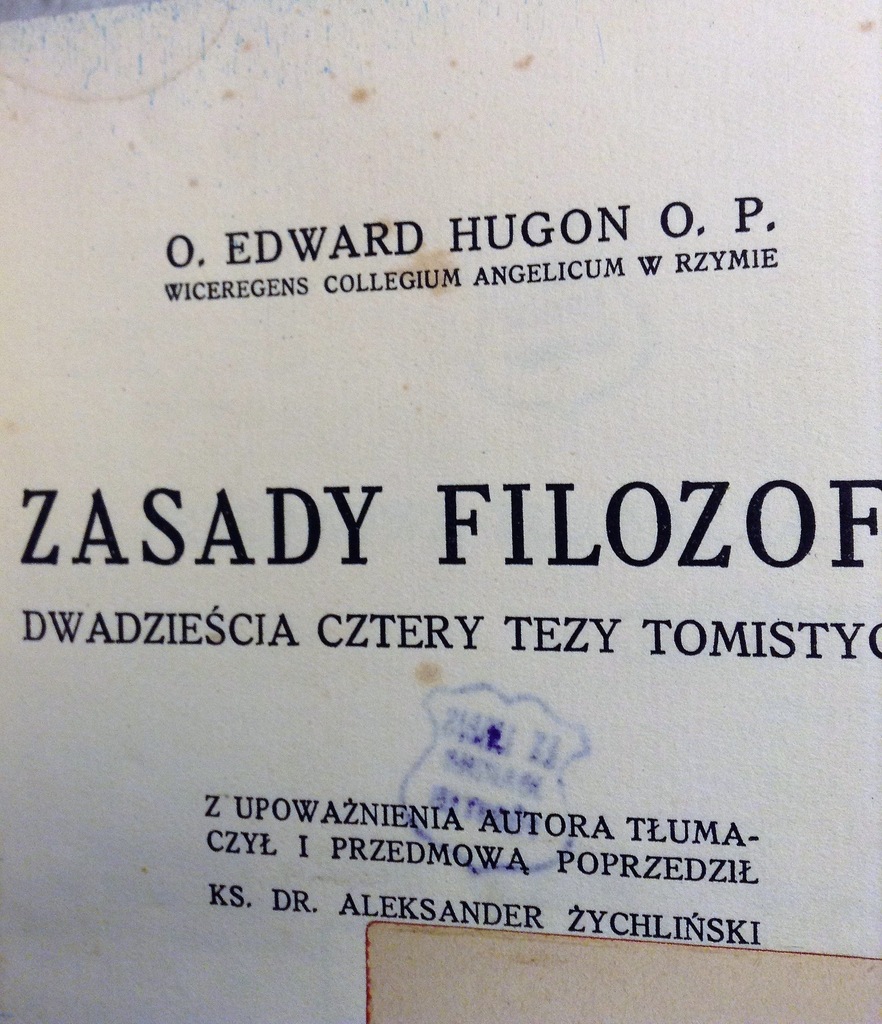 O. EDWARD HUGON O. P.
WICEREGENS COLLEGIUM ANGELICUM W RZYMIE
ZASADY FILOZOF
DWADZIEŚCIA CZTERY TEZY TOMISTYC
Z UPOWAŻNIENIA AUTORA TŁUMA-
CZYŁ I PRZEDMOWĄ POPRZEDZIŁ
KS. DR. ALEKSANDER ŻYCHLIŃSKI